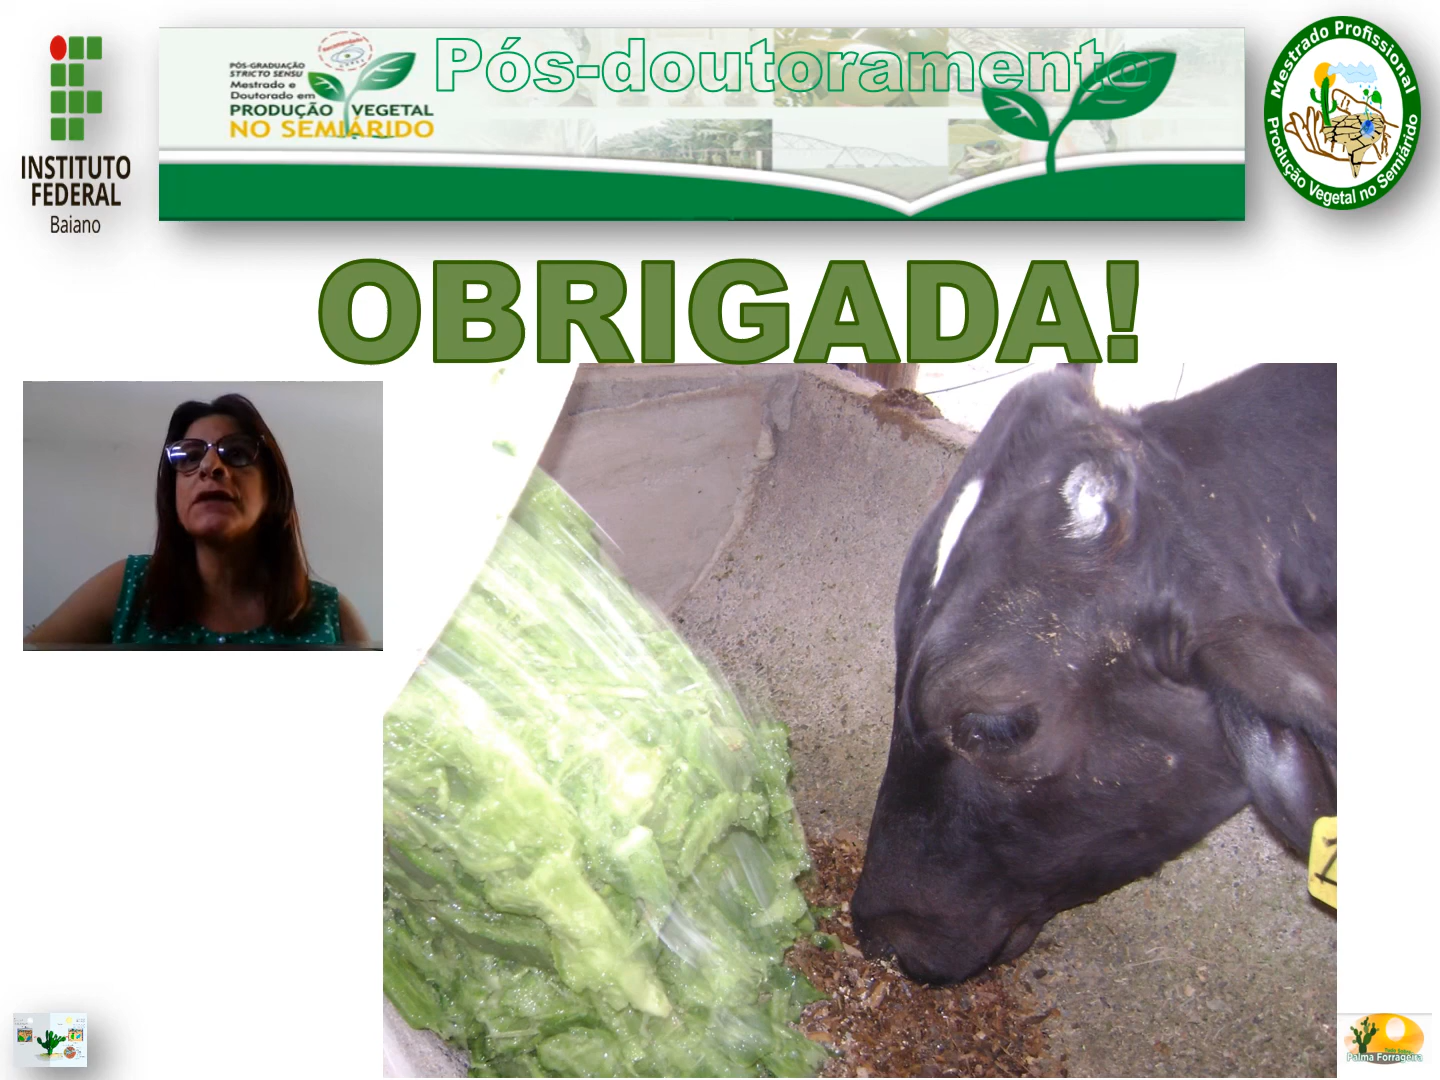 INSTITUTO
FEDERAL
Baiano
PÓS-GRADUAÇÃO
STRICTO SENSU
Mestrado e
Doutorado em
PRODUÇÃO VEGETAL
NO SEMIÁRIDO
Pós-doutoramento
Mestrado Profissional
Produção Vegetal no Semiárido
OBRIGADA!
Palma Forrageira